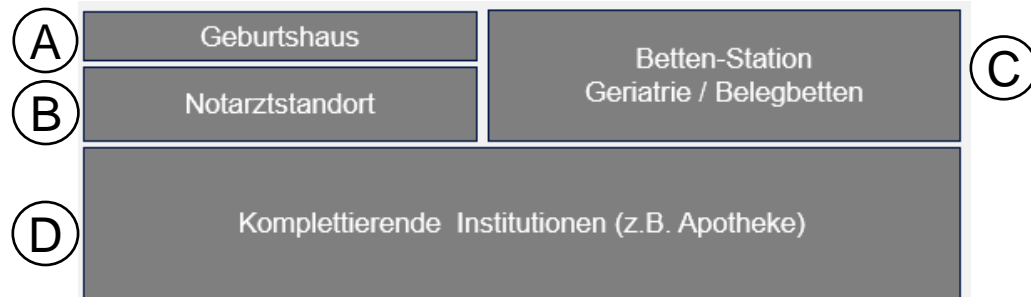 A
Geburtshaus
B
Notarztstandort
Betten-Station
Geriatrie / Belegbetten
C
D
Komplettierende Institutionen (z.B. Apotheke)